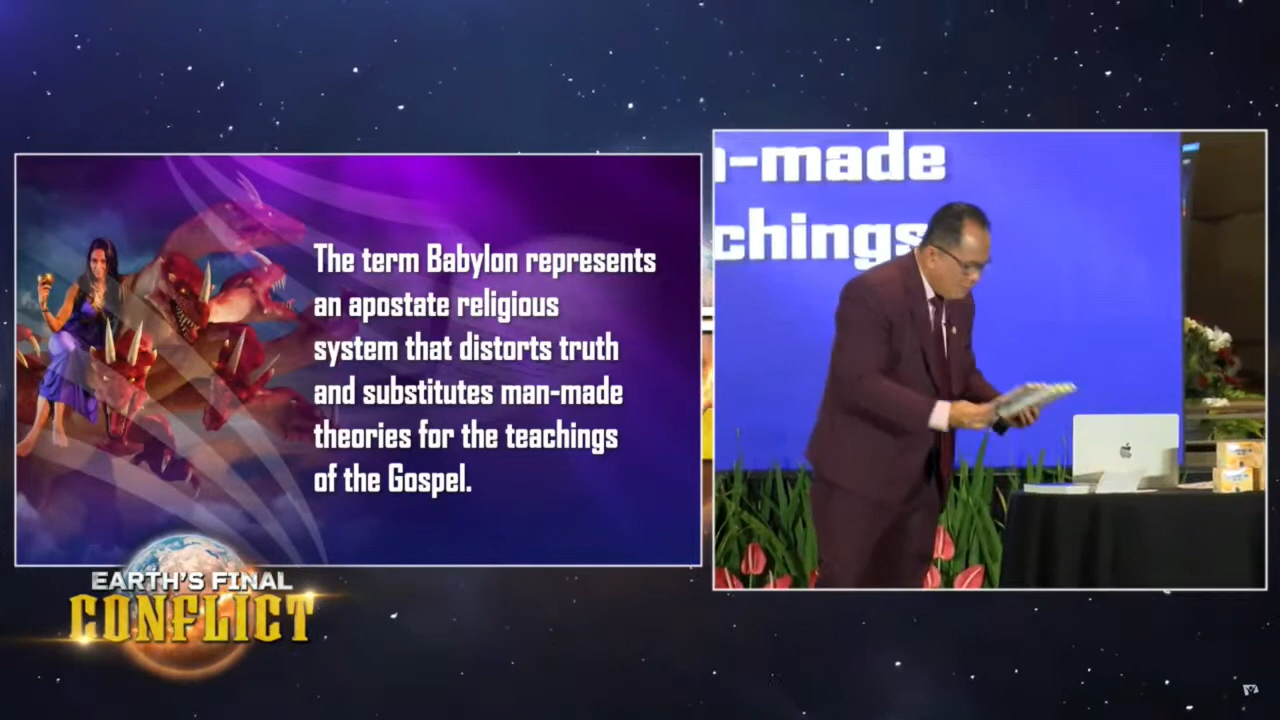 The term Babylon represents
an apostate religious
system that distorts truth
and substitutes man-made
theories for the teachings
of the Gospel.
-made
chings
EARTH'S FINAL
CONFLICT